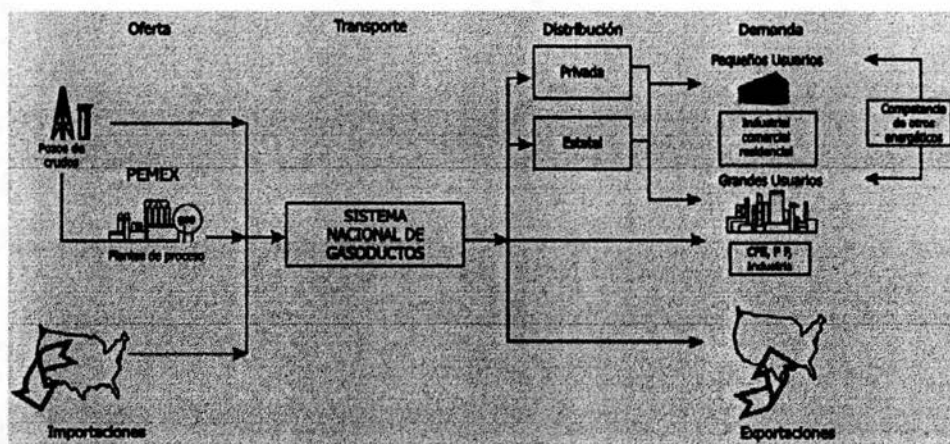 Oferta
Transporte
Distribución
Demanda
Pozos de
crudos
PEMEX
Plantas de proceso
Importaciones
SISTEMA
NACIONAL DE
GASODUCTOS
Privada
Estatal
Pequeños Usuarios
Industrial
comercial
residencial
Grandes Usuarios
CFE, P P,
Industria
Exportaciones
Competencia
de otros
energéticos